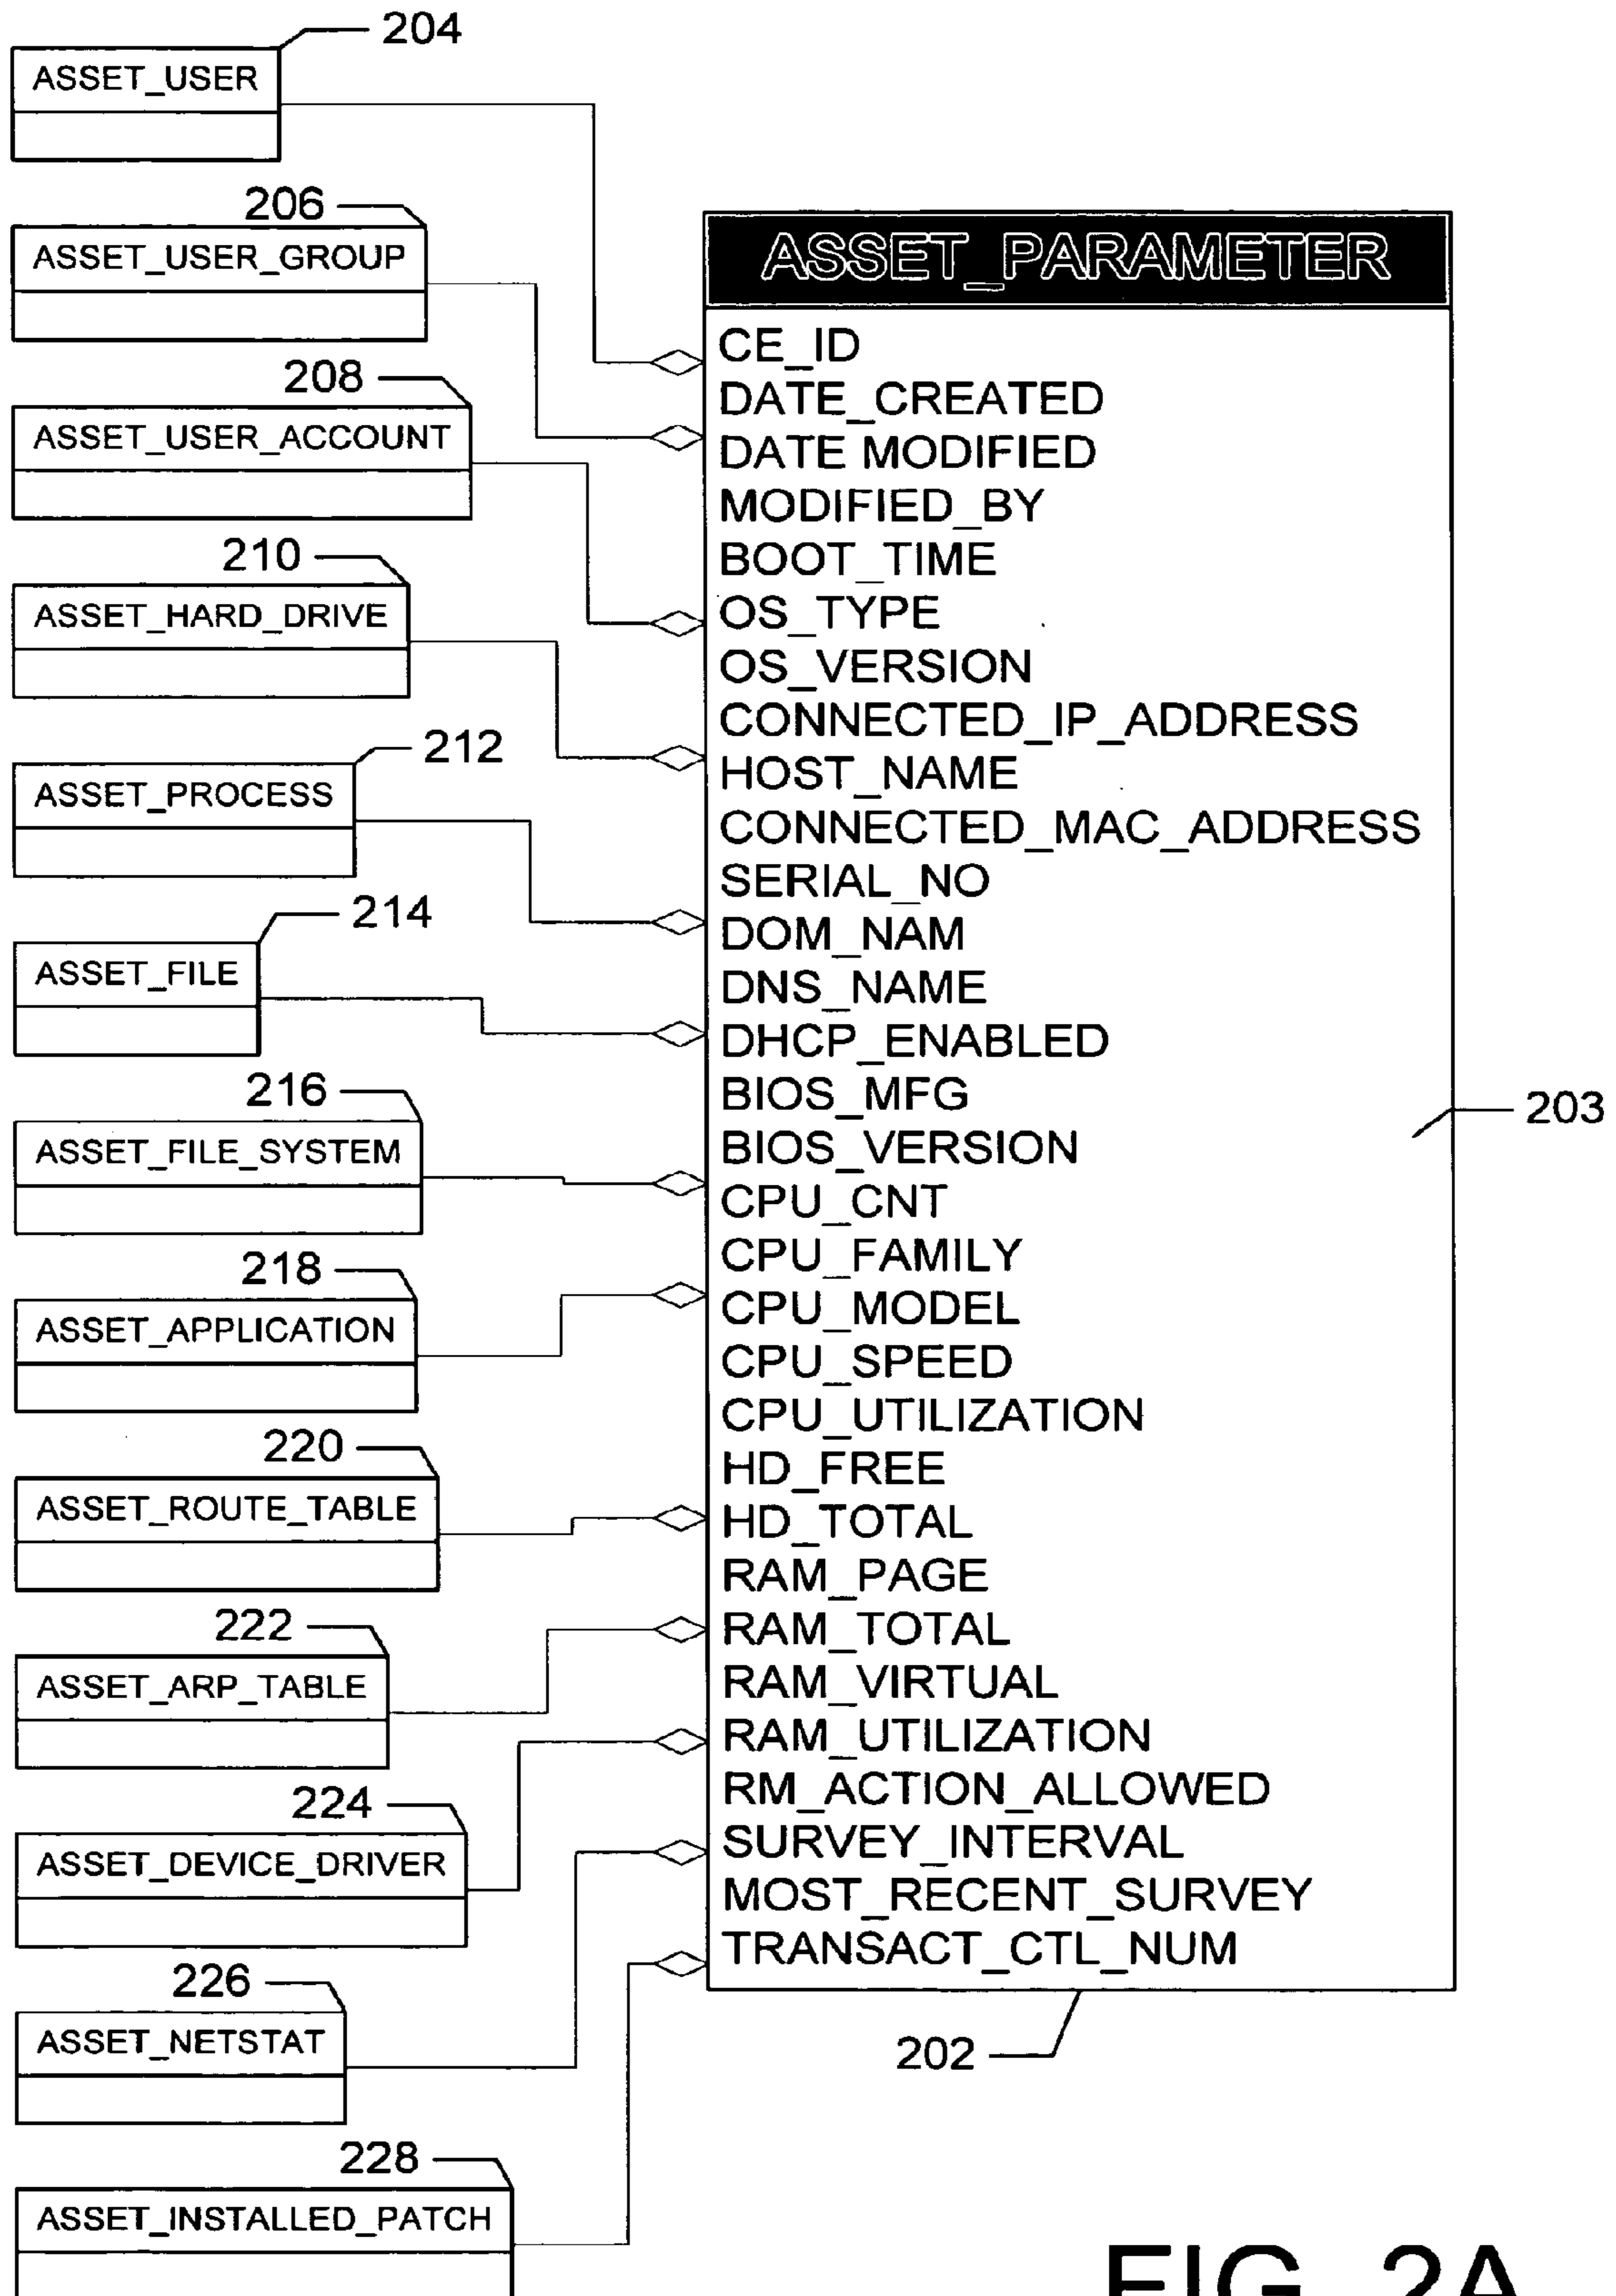 204
ASSET_USER
206
ASSET_USER_GROUP
208
ASSET_USER_ACCOUNT
210
ASSET_HARD_DRIVE
212
ASSET_PROCESS
214
ASSET_FILE
216
ASSET_FILE_SYSTEM
218
ASSET_APPLICATION
220
ASSET_ROUTE_TABLE
222
ASSET_ARP_TABLE
224
ASSET_DEVICE_DRIVER
226
ASSET_NETSTAT
228
ASSET_INSTALLED_PATCH
ASSET_PARAMETER
CE_ID
DATE_CREATED
DATE MODIFIED
MODIFIED_BY
BOOT_TIME
OS_TYPE
OS_VERSION
CONNECTED_IP_ADDRESS
HOST_NAME
CONNECTED_MAC_ADDRESS
SERIAL_NO
DOM_NAM
DNS_NAME
DHCP_ENABLED
BIOS_MFG
BIOS_VERSION
CPU_CNT
CPU_FAMILY
CPU_MODEL
CPU_SPEED
CPU_UTILIZATION
HD_FREE
HD_TOTAL
RAM_PAGE
RAM_TOTAL
RAM_VIRTUAL
RAM_UTILIZATION
RM_ACTION_ALLOWED
SURVEY_INTERVAL
MOST_RECENT_SURVEY
TRANSACT_CTL_NUM
203
202
FIG. 2A